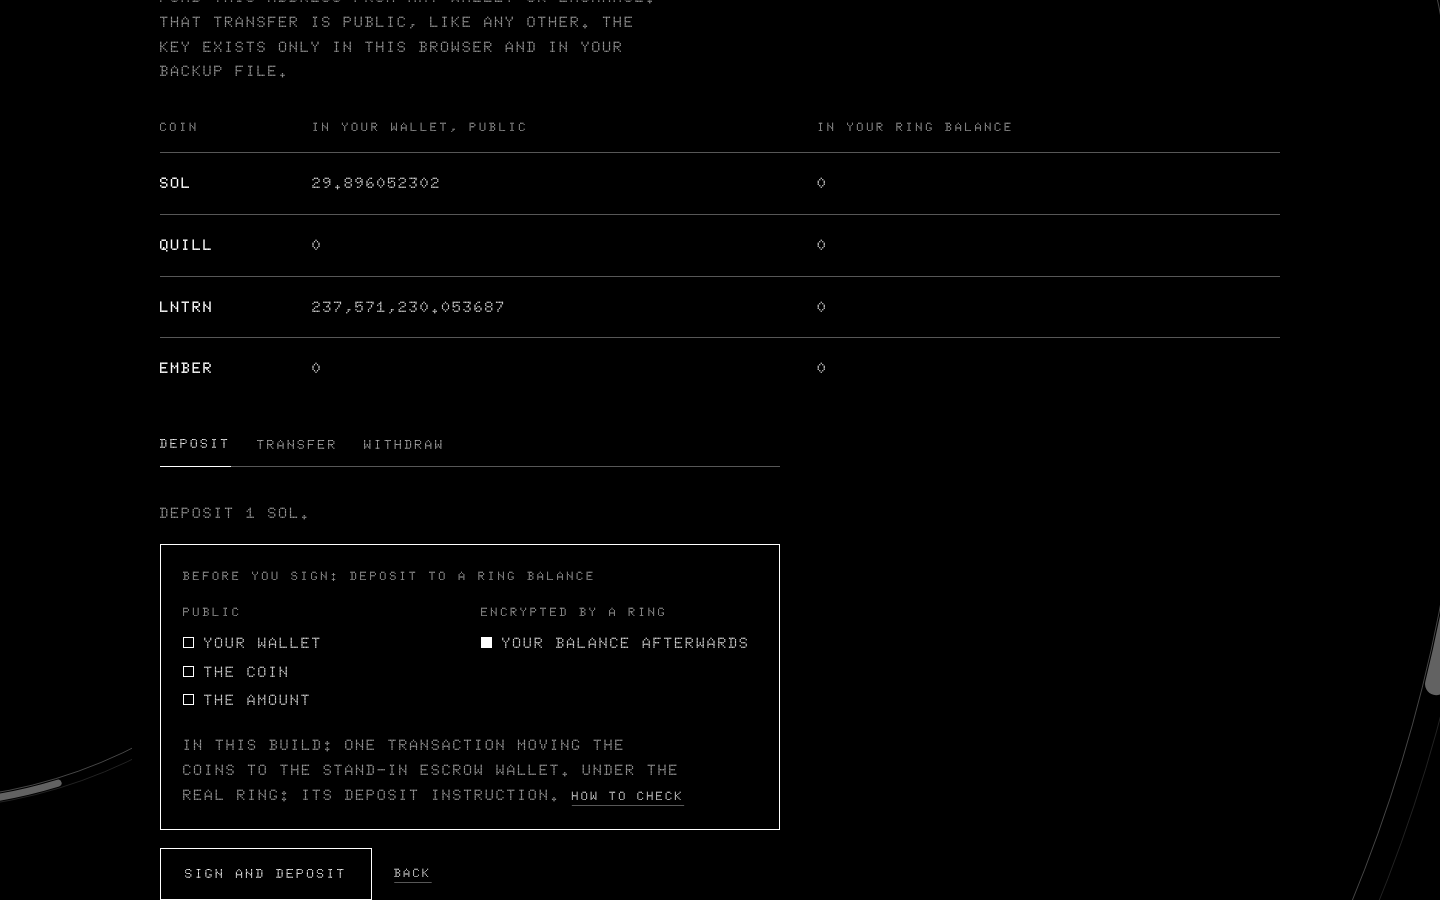 THAT TRANSFER IS PUBLIC, LIKE ANY OTHER. THE
KEY EXISTS ONLY IN THIS BROWSER AND IN YOUR
BACKUP FILE.
COIN IN YOUR WALLET, PUBLIC IN YOUR RING BALANCE
SOL 29.896052302 0
QUILL 0 0
LNTRN 237,571,230.053687 0
EMBER 0 0
DEPOSIT TRANSFER WITHDRAW
DEPOSIT 1 SOL.
BEFORE YOU SIGN: DEPOSIT TO A RING BALANCE
PUBLIC ENCRYPTED BY A RING
YOUR WALLET YOUR BALANCE AFTERWARDS
THE COIN
THE AMOUNT
IN THIS BUILD: ONE TRANSACTION MOVING THE
COINS TO THE STAND-IN ESCROW WALLET. UNDER THE
REAL RING: ITS DEPOSIT INSTRUCTION. HOW TO CHECK
SIGN AND DEPOSIT BACK